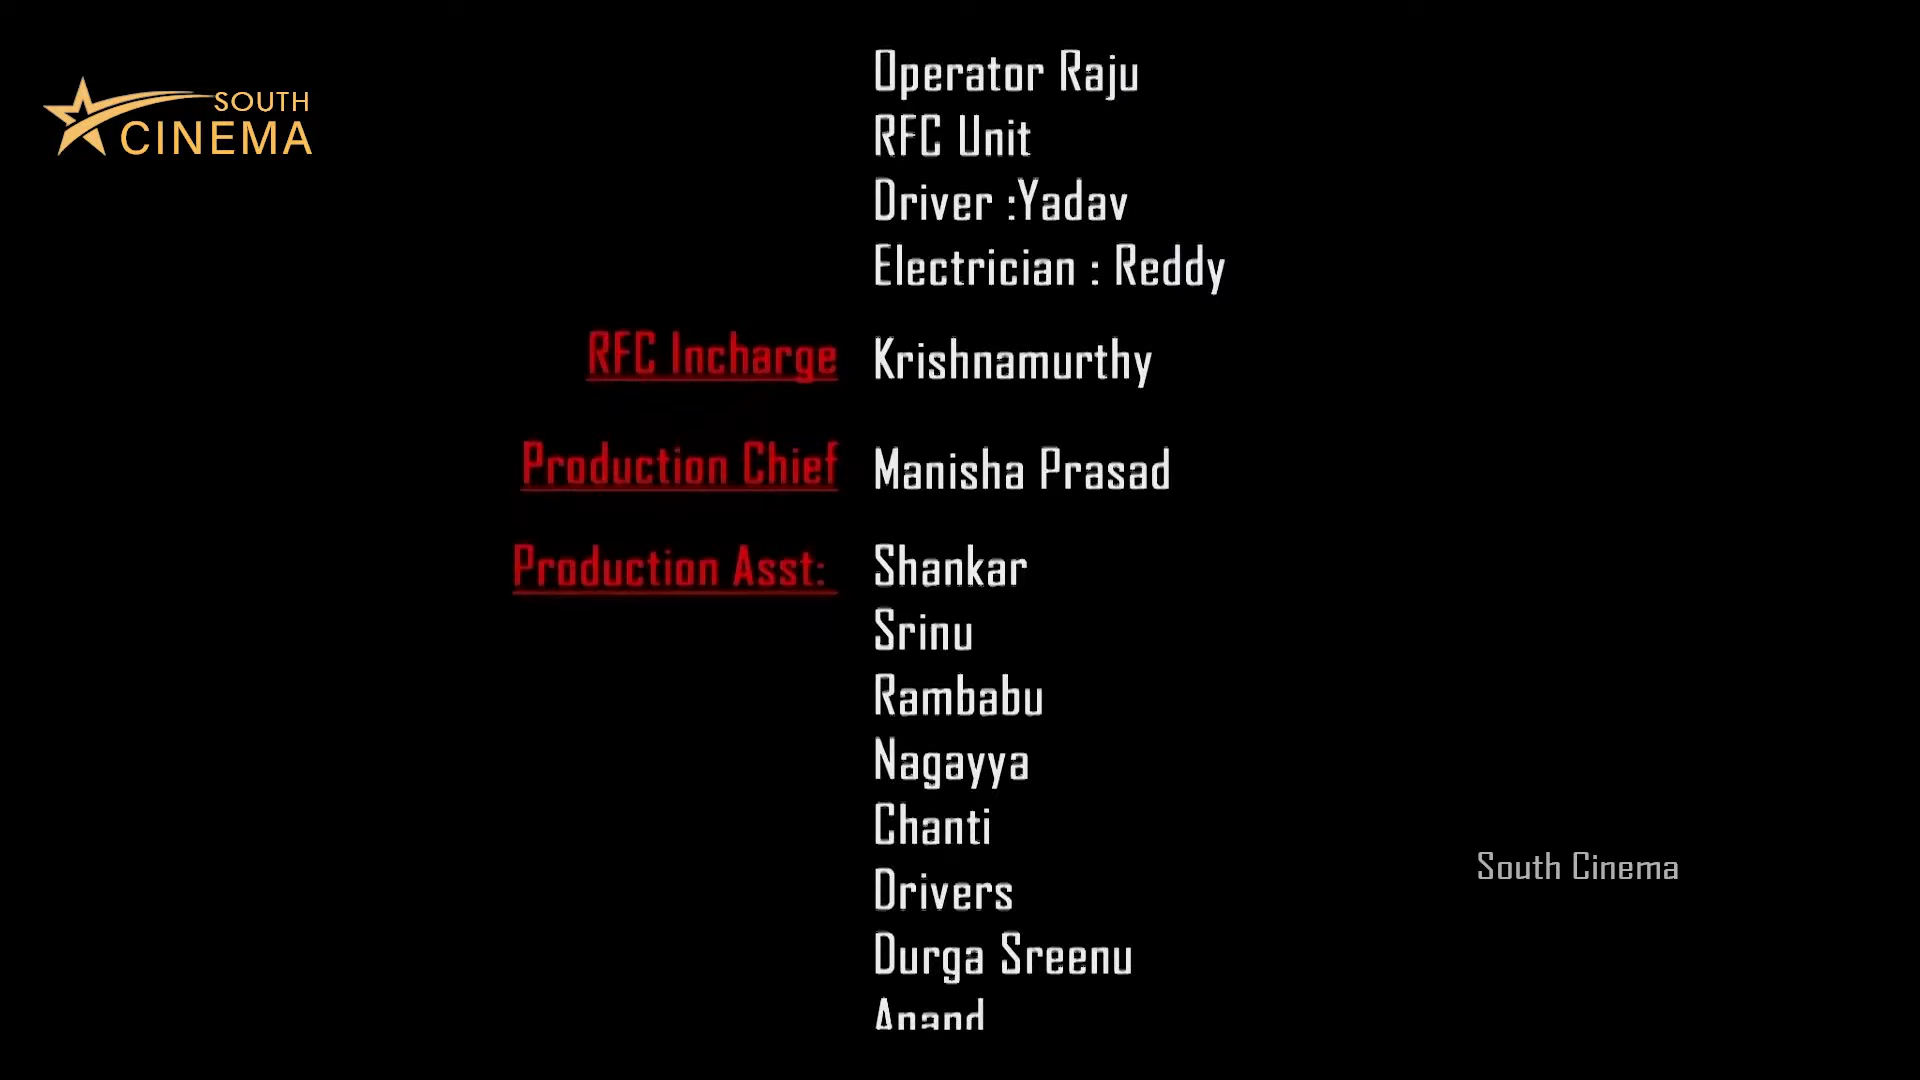 SOUTH
CINEMA
Operator Raju
RFC Unit
Driver :Yadav
Electrician : Reddy
RFC Incharge Krishnamurthy
Production Chief Manisha Prasad
Production Asst: Shankar
Srinu
Rambabu
Nagayya
Chanti
Drivers
Durga Sreenu
Anand
South Cinema